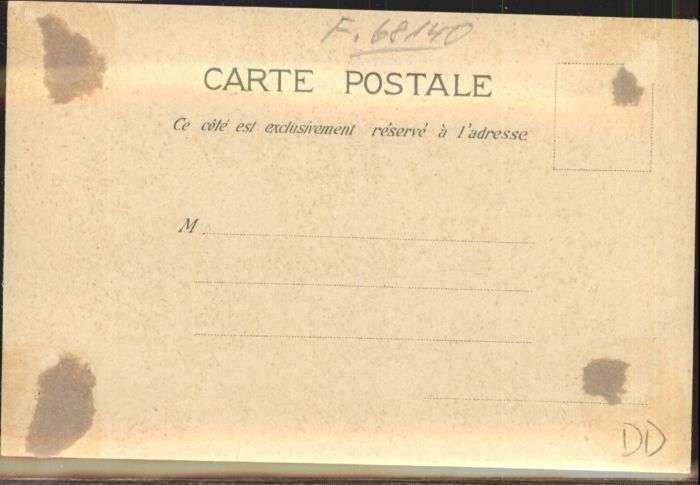 F. 68140
CARTE POSTALE
Ce côté est exclusivement réservé à l'adresse
M
DD